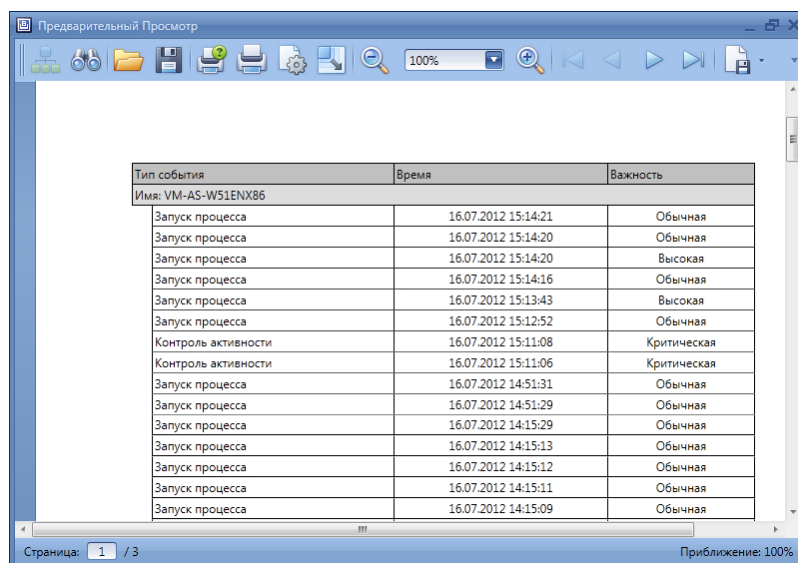 Предварительный Просмотр
100%
Тип события Время Важность
Имя: VM-AS-W51ENX86
Запуск процесса 16.07.2012 15:14:21 Обычная
Запуск процесса 16.07.2012 15:14:20 Обычная
Запуск процесса 16.07.2012 15:14:20 Высокая
Запуск процесса 16.07.2012 15:14:16 Обычная
Запуск процесса 16.07.2012 15:13:43 Высокая
Запуск процесса 16.07.2012 15:12:52 Обычная
Контроль активности 16.07.2012 15:11:08 Критическая
Контроль активности 16.07.2012 15:11:06 Критическая
Запуск процесса 16.07.2012 14:51:31 Обычная
Запуск процесса 16.07.2012 14:51:29 Обычная
Запуск процесса 16.07.2012 14:15:29 Обычная
Запуск процесса 16.07.2012 14:15:13 Обычная
Запуск процесса 16.07.2012 14:15:12 Обычная
Запуск процесса 16.07.2012 14:15:11 Обычная
Запуск процесса 16.07.2012 14:15:09 Обычная
Страница: 1 / 3 Приближение: 100%